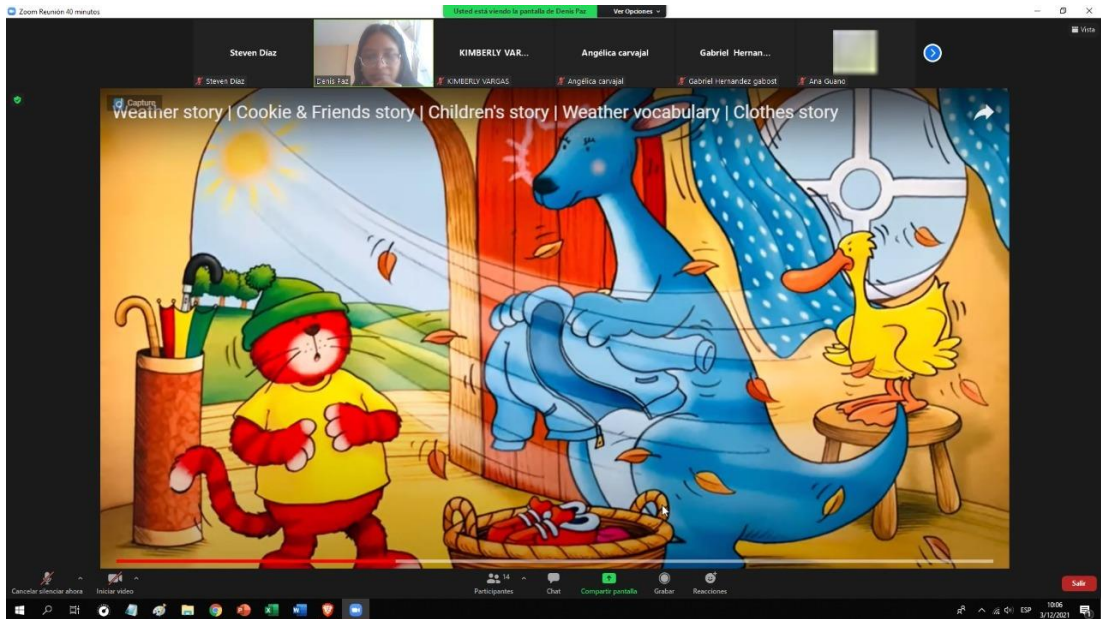 Zoom Reunión 40 minutos
Usted está viendo la pantalla de Denis Paz
Ver Opciones
Vista
Steven Díaz
KIMBERLY VAR...
Angélica carvajal
Gabriel Hernan...
Steven Díaz
Denis Paz
KIMBERLY VARGAS
Angélica carvajal
Gabriel Hernandez gabost
Ana Guano
Capture
Weather story | Cookie & Friends story | Children's story | Weather vocabulary | Clothes story
Cancelar silenciar ahora
Iniciar video
14
Participantes
Chat
Compartir pantalla
Grabar
Reacciones
Salir
ESP
10:06
3/12/2021